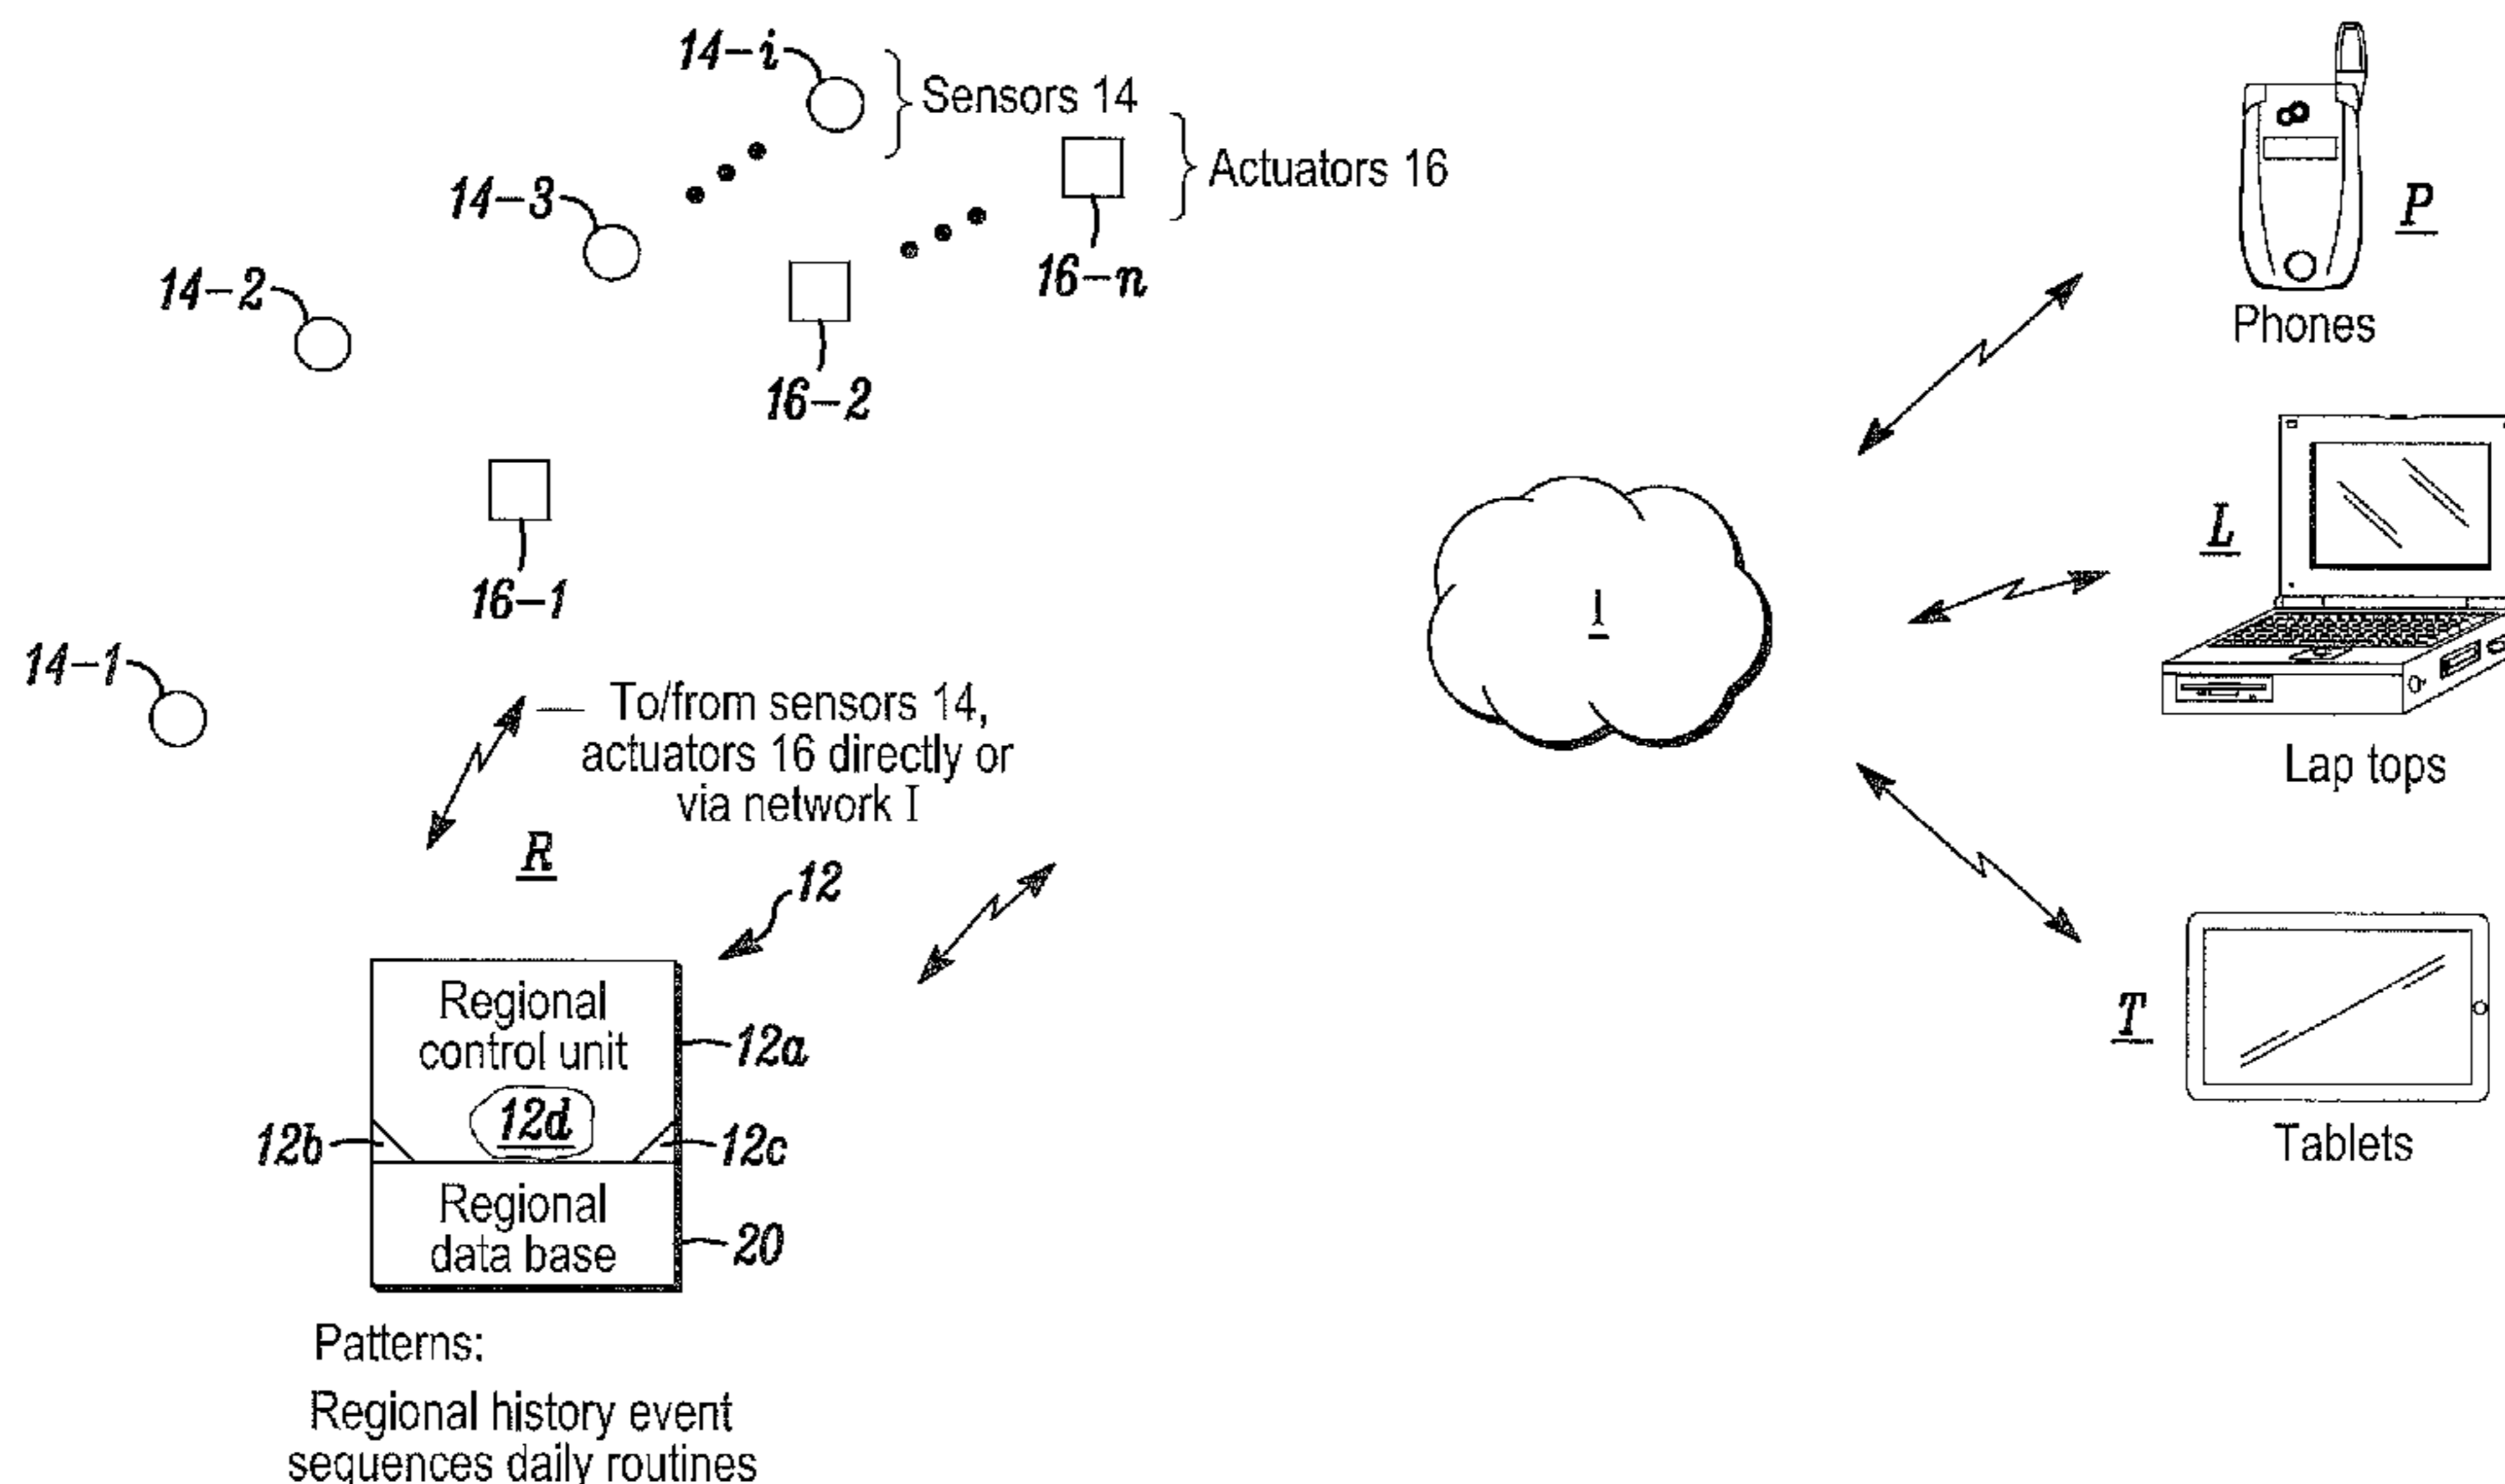 14-i
Sensors 14
Actuators 16
14-3
P
16-n
14-2
Phones
16-2
L
I
16-1
14-1
To/from sensors 14,
actuators 16 directly or
via network I
Lap tops
R
12
Regional
control unit
12a
T
12d
12b
12c
Tablets
Regional
data base
20
Patterns:
Regional history event
sequences daily routines